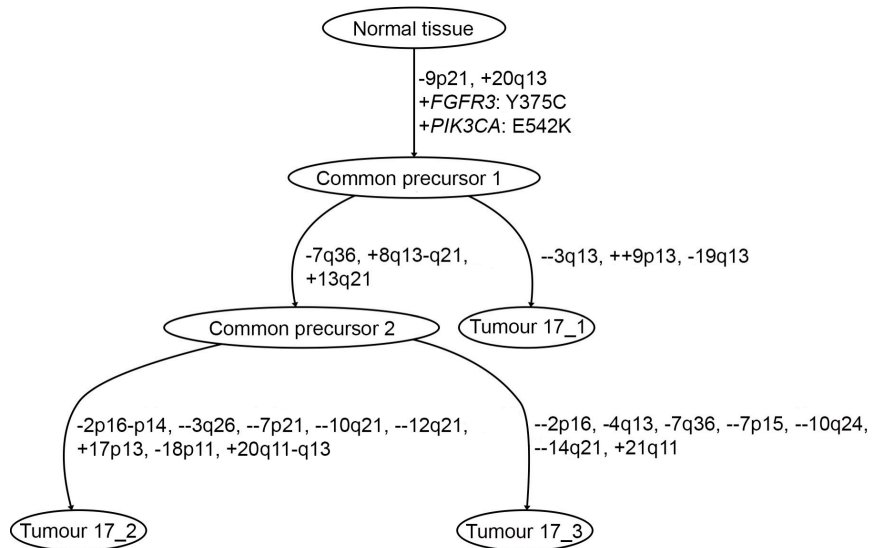 Normal tissue
-9p21, +20q13
+FGFR3: Y375C
+PIK3CA: E542K
Common precursor 1
-7q36, +8q13-q21,
+13q21
--3q13, ++9p13, -19q13
Common precursor 2
Tumour 17_1
-2p16-p14, --3q26, --7p21, --10q21, --12q21,
+17p13, -18p11, +20q11-q13
--2p16, -4q13, -7q36, --7p15, --10q24,
--14q21, +21q11
Tumour 17_2
Tumour 17_3